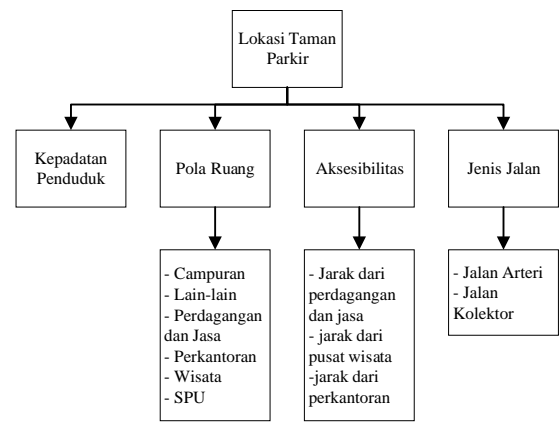 Lokasi Taman
Parkir
Kepadatan
Penduduk
Pola Ruang
Aksesibilitas
Jenis Jalan
- Campuran
- Lain-lain
- Perdagangan
dan Jasa
- Perkantoran
- Wisata
- SPU
- Jarak dari
perdagangan
dan jasa
- jarak dari
pusat wisata
-jarak dari
perkantoran
- Jalan Arteri
- Jalan
Kolektor